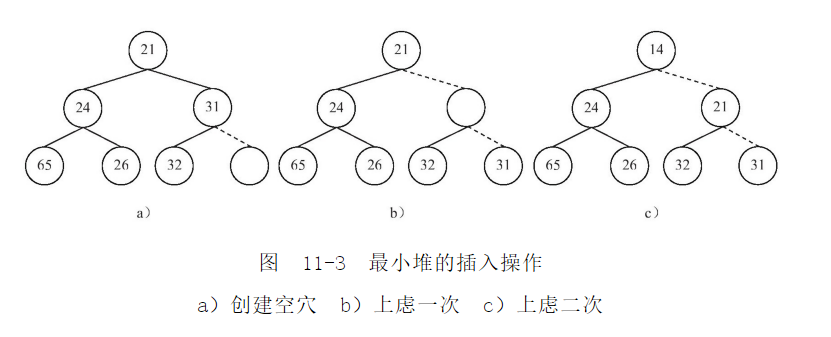 21 21 14
24 31 24 24 21
65 26 32 65 26 32 31 65 26 32 31
a） b） c）
图 11-3 最小堆的插入操作
a）创建空穴 b）上虑一次 c）上虑二次